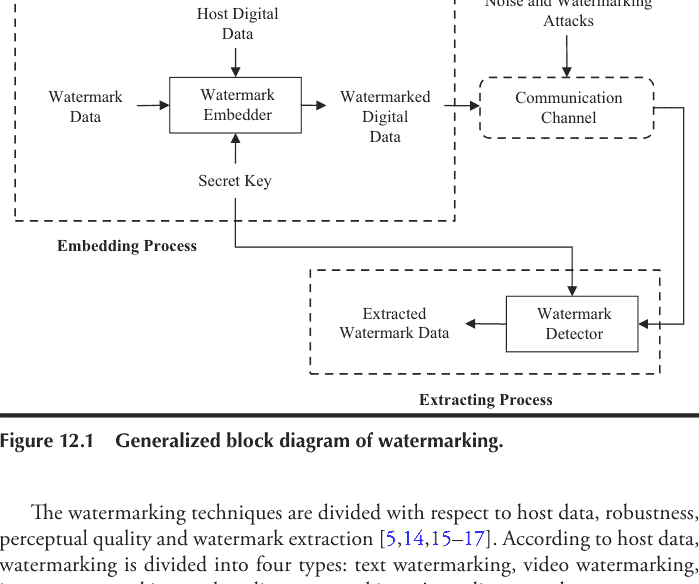 Host Digital
Data
Noise and Watermarking
Attacks
Watermark
Data
Watermark
Embedder
Watermarked
Digital
Data
Communication
Channel
Secret Key
Embedding Process
Extracted
Watermark Data
Watermark
Detector
Extracting Process
Figure 12.1 Generalized block diagram of watermarking.
The watermarking techniques are divided with respect to host data, robustness,
perceptual quality and watermark extraction [5,14,15–17]. According to host data,
watermarking is divided into four types: text watermarking, video watermarking,